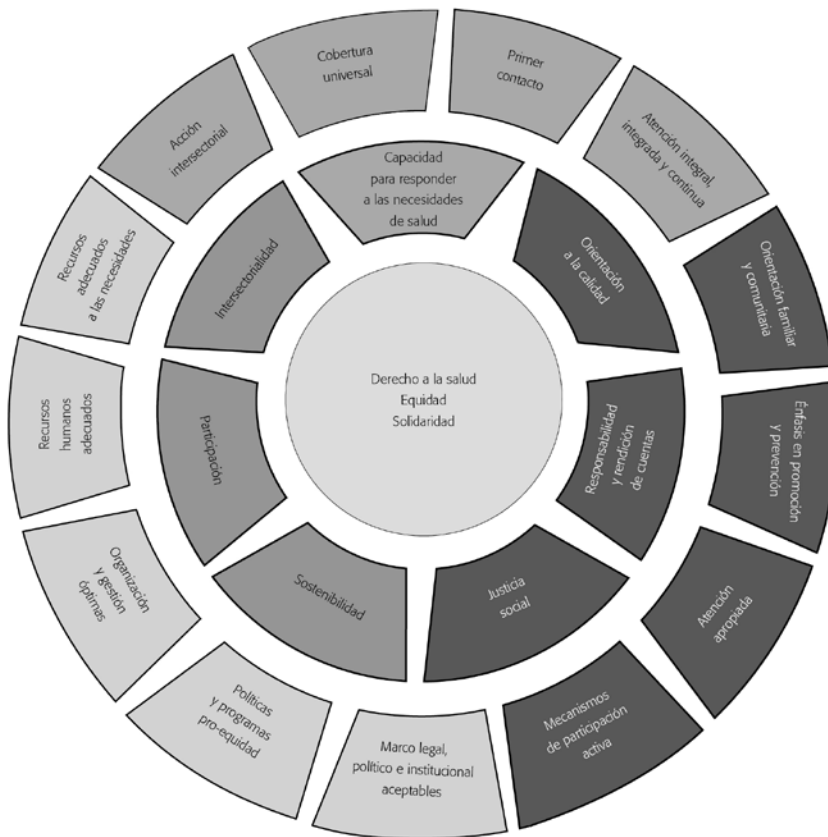 Cobertura
universal
Primer
contacto
Atención integral,
integrada y continua
Orientación familiar
y comunitaria
Énfasis en promoción
y prevención
Atención
apropiada
Mecanismos
de participación
activa
Marco legal,
político e institucional
aceptables
Políticas
y programas
pro-equidad
Organización
y gestión
óptimas
Recursos
humanos
adecuados
Recursos
adecuados
a las necesidades
Acción
intersectorial
Capacidad
para responder
a las necesidades
de salud
Orientación
a la calidad
Responsabilidad
y rendición
de cuentas
Justicia
social
Sostenibilidad
Participación
Intersectorialidad
Derecho a la salud
Equidad
Solidaridad